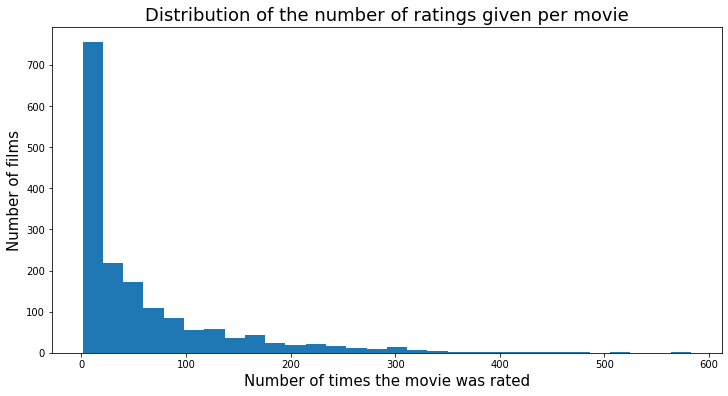 Distribution of the number of ratings given per movie
Number of films
700
600
500
400
300
200
100
0
0 100 200 300 400 500 600
Number of times the movie was rated